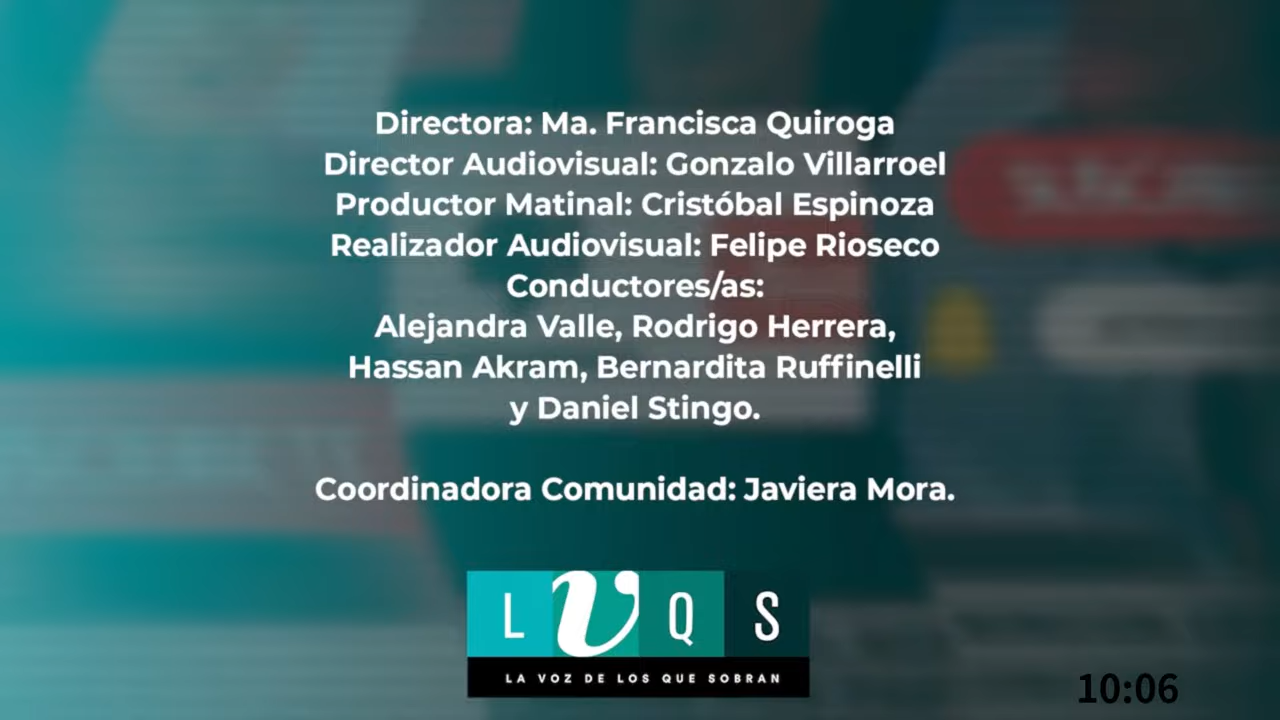 Directora: Ma. Francisca Quiroga
Director Audiovisual: Gonzalo Villarroel
Productor Matinal: Cristóbal Espinoza
Realizador Audiovisual: Felipe Rioseco
Conductores/as:
Alejandra Valle, Rodrigo Herrera,
Hassan Akram, Bernardita Ruffinelli
y Daniel Stingo.
Coordinadora Comunidad: Javiera Mora.
L V Q S
LA VOZ DE LOS QUE SOBRAN
10:06